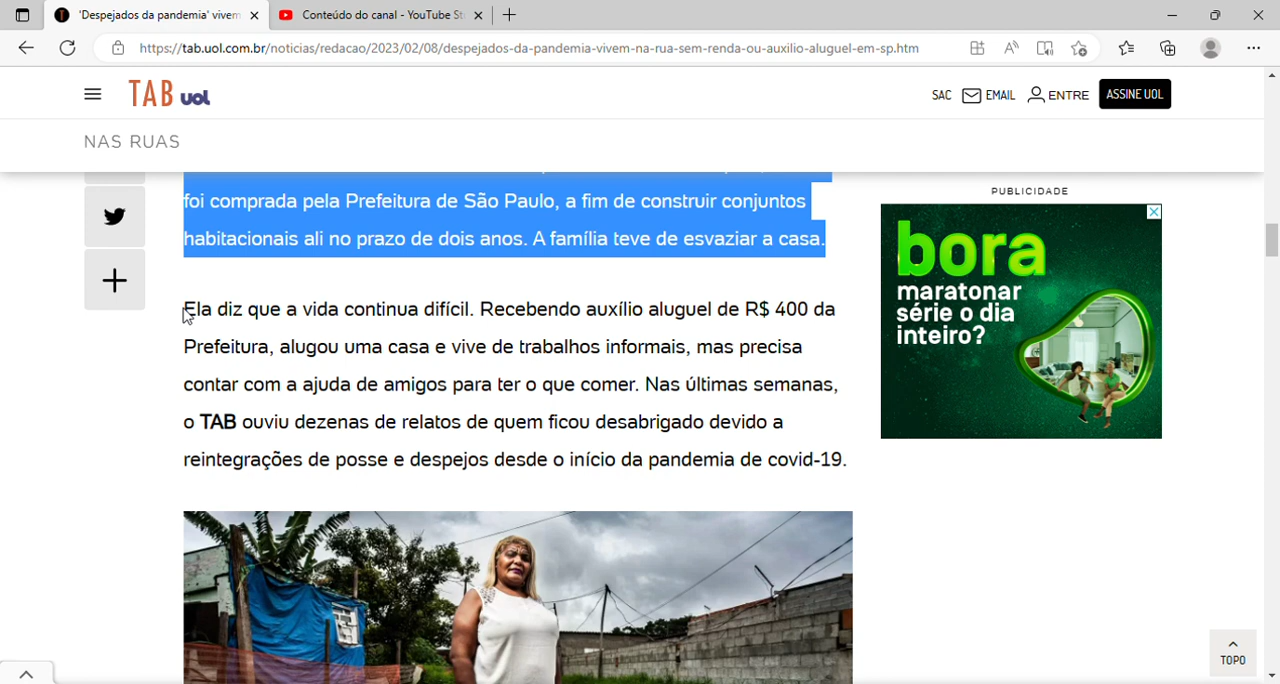 'Despejados da pandemia' vivem
Conteúdo do canal - YouTube St
https://tab.uol.com.br/noticias/redacao/2023/02/08/despejados-da-pandemia-vivem-na-rua-sem-renda-ou-auxilio-aluguel-em-sp.htm
TAB uol
SAC
EMAIL
ENTRE
ASSINE UOL
NAS RUAS
foi comprada pela Prefeitura de São Paulo, a fim de construir conjuntos
habitacionais ali no prazo de dois anos. A família teve de esvaziar a casa.
Ela diz que a vida continua difícil. Recebendo auxílio aluguel de R$ 400 da
Prefeitura, alugou uma casa e vive de trabalhos informais, mas precisa
contar com a ajuda de amigos para ter o que comer. Nas últimas semanas,
o TAB ouviu dezenas de relatos de quem ficou desabrigado devido a
reintegrações de posse e despejos desde o início da pandemia de covid-19.
PUBLICIDADE
bora
maratonar
série o dia
inteiro?
TOPO